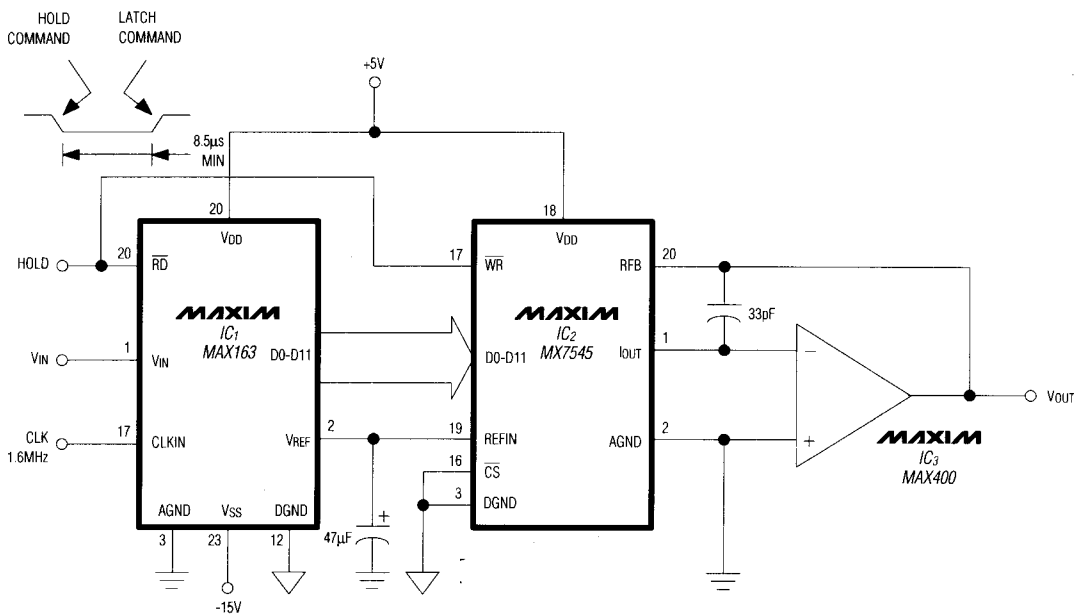 HOLD
COMMAND
LATCH
COMMAND
8.5µs
MIN
+5V
20
VDD
18
VDD
HOLD
20
RD
VIN
1
VIN
CLK
1.6MHz
17
CLKIN
MAXIM
IC1
MAX163
D0-D11
2
VREF
AGND
VSS
DGND
3
23
12
-15V
47µF
+
17
WR
MAXIM
IC2
MX7545
D0-D11
19
REFIN
16
CS
3
DGND
RFB
20
IOUT
1
AGND
2
33pF
−
+
MAXIM
IC3
MAX400
VOUT